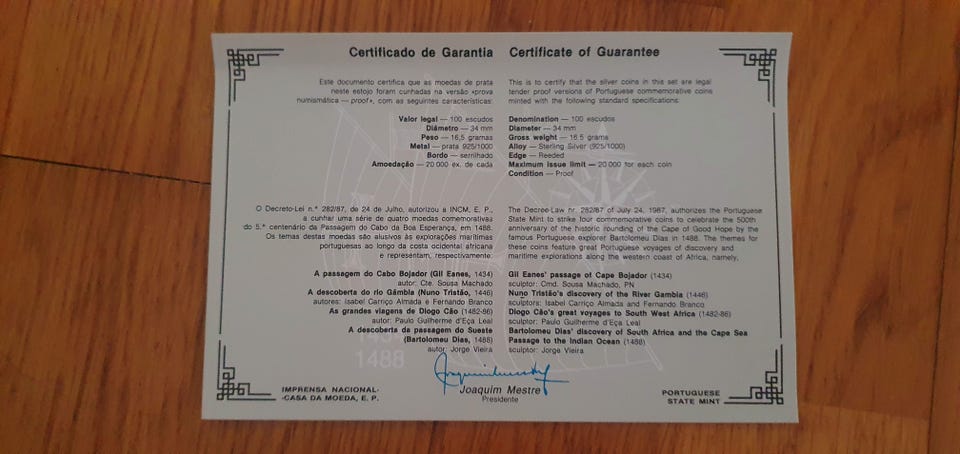 Certificado de Garantia
Este documento certifica que as moedas de prata
neste estojo foram cunhadas na versão «prova
numismática — proof», com as seguintes características:
Valor legal — 100 escudos
Diâmetro — 34 mm
Peso — 16,5 gramas
Metal — prata 925/1000
Bordo — serrilhado
Amoedação — 20 000 ex. de cada
O Decreto-Lei n.º 282/87, de 24 de Julho, autorizou a INCM, E. P.,
a cunhar uma série de quatro moedas comemorativas
do 5.º centenário da Passagem do Cabo da Boa Esperança, em 1488.
Os temas destas moedas são alusivos às explorações marítimas
portuguesas ao longo da costa ocidental africana
e representam, respectivamente:
A passagem do Cabo Bojador (Gil Eanes, 1434)
autor: Cte. Sousa Machado
A descoberta do rio Gâmbia (Nuno Tristão, 1446)
autores: Isabel Carriço Almada e Fernando Branco
As grandes viagens de Diogo Cão (1482-86)
autor: Paulo Guilherme d'Eça Leal
A descoberta da passagem do Sueste
(Bartolomeu Dias, 1488)
autor: Jorge Vieira
1434
1488
IMPRENSA NACIONAL-
-CASA DA MOEDA, E. P.
Certificate of Guarantee
This is to certify that the silver coins in this set are legal
tender proof versions of Portuguese commemorative coins
minted with the following standard specifications:
Denomination — 100 escudos
Diameter — 34 mm
Gross weight — 16,5 grams
Alloy — Sterling Silver (925/1000)
Edge — Reeded
Maximum issue limit — 20 000 for each coin
Condition — Proof
The Decree-Law nr. 282/87 of July 24, 1987, authorizes the Portuguese
State Mint to strike four commemorative coins to celebrate the 500th
anniversary of the historic rounding of the Cape of Good Hope by the
famous Portuguese explorer Bartolomeu Dias in 1488. The themes for
these coins feature great Portuguese voyages of discovery and
maritime explorations along the western coast of Africa, namely,
Gil Eanes' passage of Cape Bojador (1434)
sculptor: Cmd. Sousa Machado, PN
Nuno Tristão's discovery of the River Gambia (1446)
sculptors: Isabel Carriço Almada and Fernando Branco
Diogo Cão's great voyages to South West Africa (1482-86)
sculptor: Paulo Guilherme d'Eça Leal
Bartolomeu Dias' discovery of South Africa and the Cape Sea
Passage to the Indian Ocean (1488)
sculptor: Jorge Vieira
Joaquim Mestre
Presidente
PORTUGUESE
STATE MINT